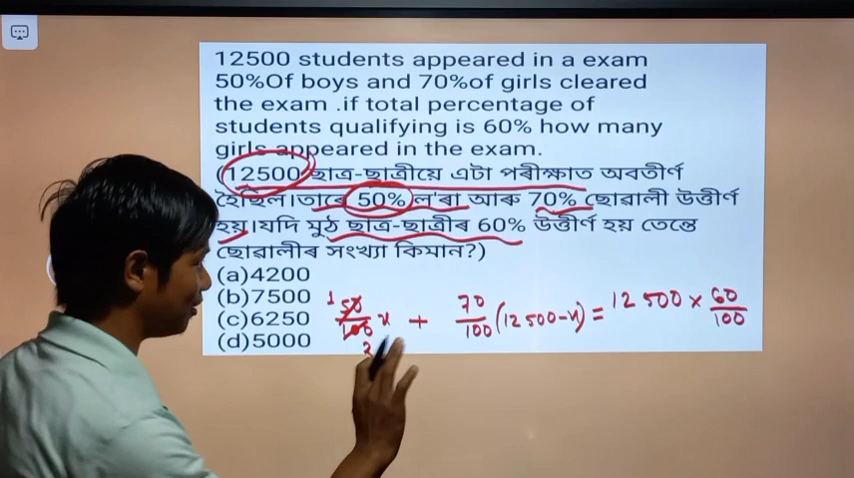 12500 students appeared in a exam
50%Of boys and 70%of girls cleared
the exam .if total percentage of
students qualifying is 60% how many
girls appeared in the exam.
(12500 ছাত্ৰ-ছাত্ৰীয়ে এটা পৰীক্ষাত অৱতীৰ্ণ
হৈছিল।তাৰে 50% ল'ৰা আৰু 70% ছোৱালী উত্তীৰ্ণ
হয়।যদি মুঠ ছাত্ৰ-ছাত্ৰীৰ 60% উত্তীৰ্ণ হয় তেন্তে
ছোৱালীৰ সংখ্যা কিমান?)
(a)4200
(b)7500
(c)6250
(d)5000
1 50/100 2 x + 70/100 (12500-x) = 12500 × 60/100